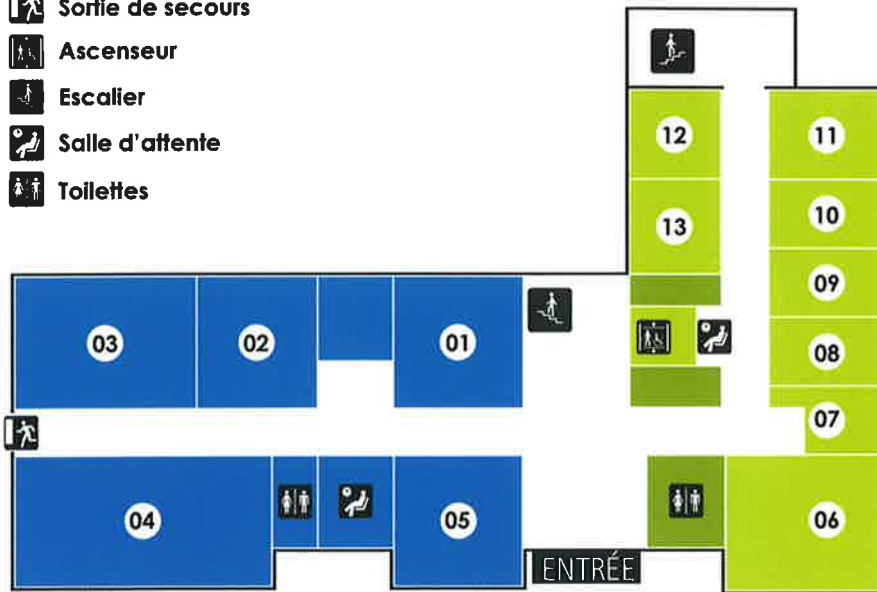 Sortie de secours
Ascenseur
Escalier
Salle d'attente
Toilettes
12
11
13
10
09
03
02
01
08
07
04
05
06
ENTRÉE